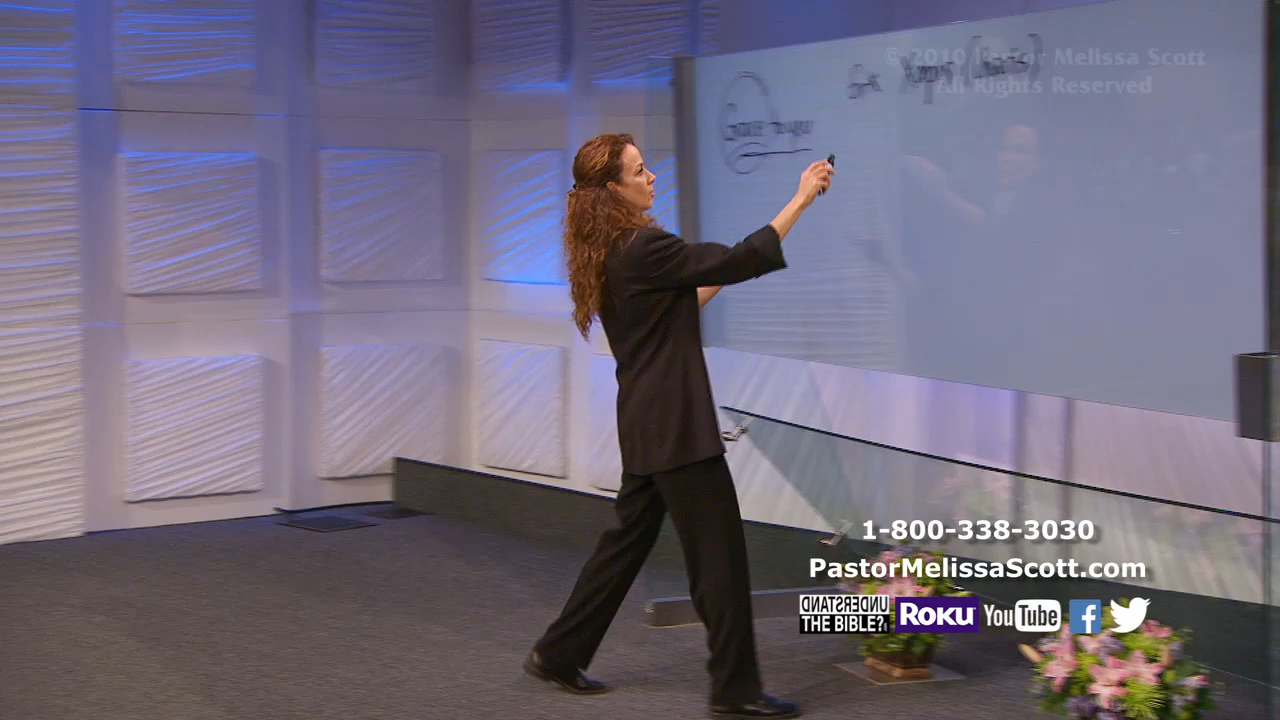 © 2010 Pastor Melissa Scott
All Rights Reserved
1-800-338-3030
PastorMelissaScott.com
UNDERSTAND
THE BIBLE?
ROKU
YouTube